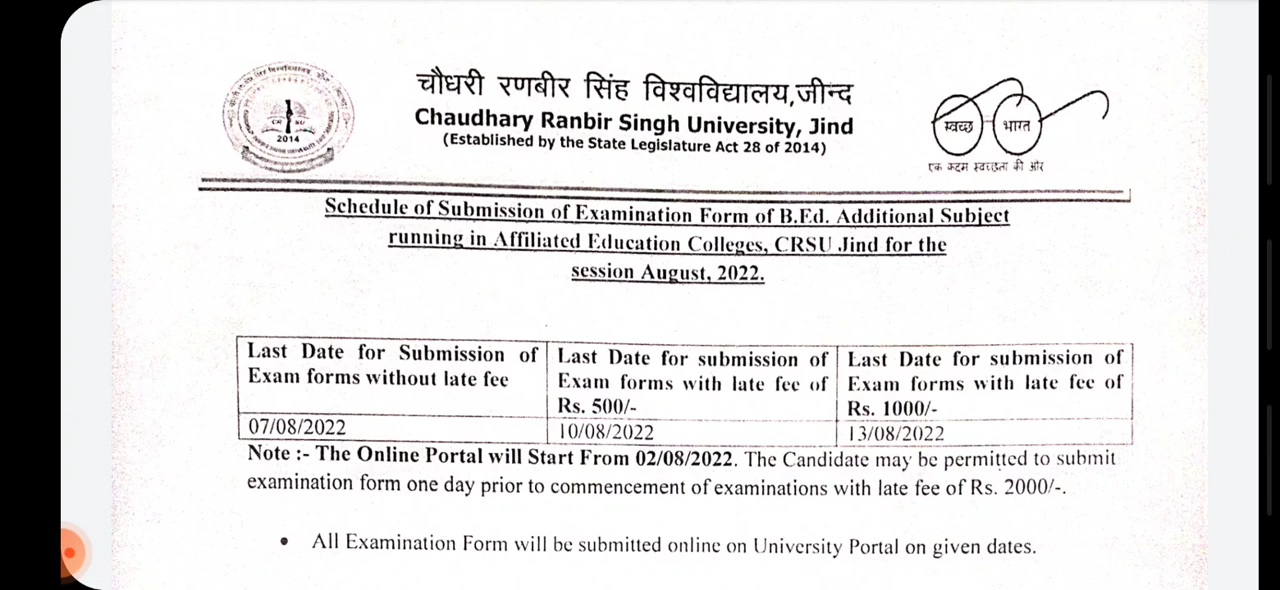 चौधरी रणबीर सिंह विश्वविद्यालय,जीन्द
Chaudhary Ranbir Singh University, Jind
(Established by the State Legislature Act 28 of 2014)
2014
स्वच्छ भारत
एक कदम स्वच्छता की ओर
Schedule of Submission of Examination Form of B.Ed. Additional Subject
running in Affiliated Education Colleges, CRSU Jind for the
session August, 2022.
Last Date for Submission of Exam forms without late fee
Last Date for submission of Exam forms with late fee of Rs. 500/-
Last Date for submission of Exam forms with late fee of Rs. 1000/-
07/08/2022 10/08/2022 13/08/2022
Note :- The Online Portal will Start From 02/08/2022. The Candidate may be permitted to submit
examination form one day prior to commencement of examinations with late fee of Rs. 2000/-.
• All Examination Form will be submitted online on University Portal on given dates.